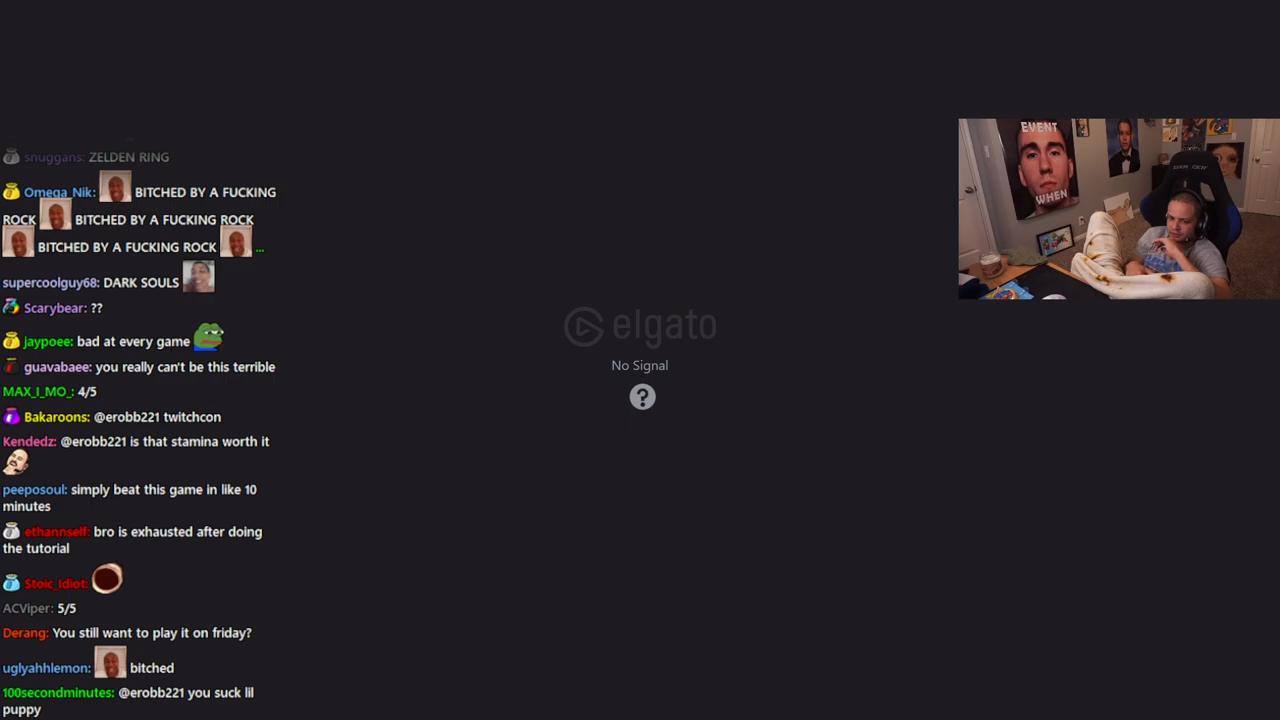 snuggans: ZELDEN RING
Omega_Nik: BITCHED BY A FUCKING
ROCK BITCHED BY A FUCKING ROCK
BITCHED BY A FUCKING ROCK ...
supercoolguy68: DARK SOULS
Scarybear: ??
jaypoee: bad at every game
guavabaee: you really can't be this terrible
MAX_I_MO_: 4/5
Bakaroons: @erobb221 twitchcon
Kendedz: @erobb221 is that stamina worth it
peeposoul: simply beat this game in like 10
minutes
ethannself: bro is exhausted after doing
the tutorial
Stoic_Idiot:
ACViper: 5/5
Derang: You still want to play it on friday?
uglyahhlemon: bitched
100secondminutes: @erobb221 you suck lil
puppy
elgato
No Signal
?
EVENT
WHEN